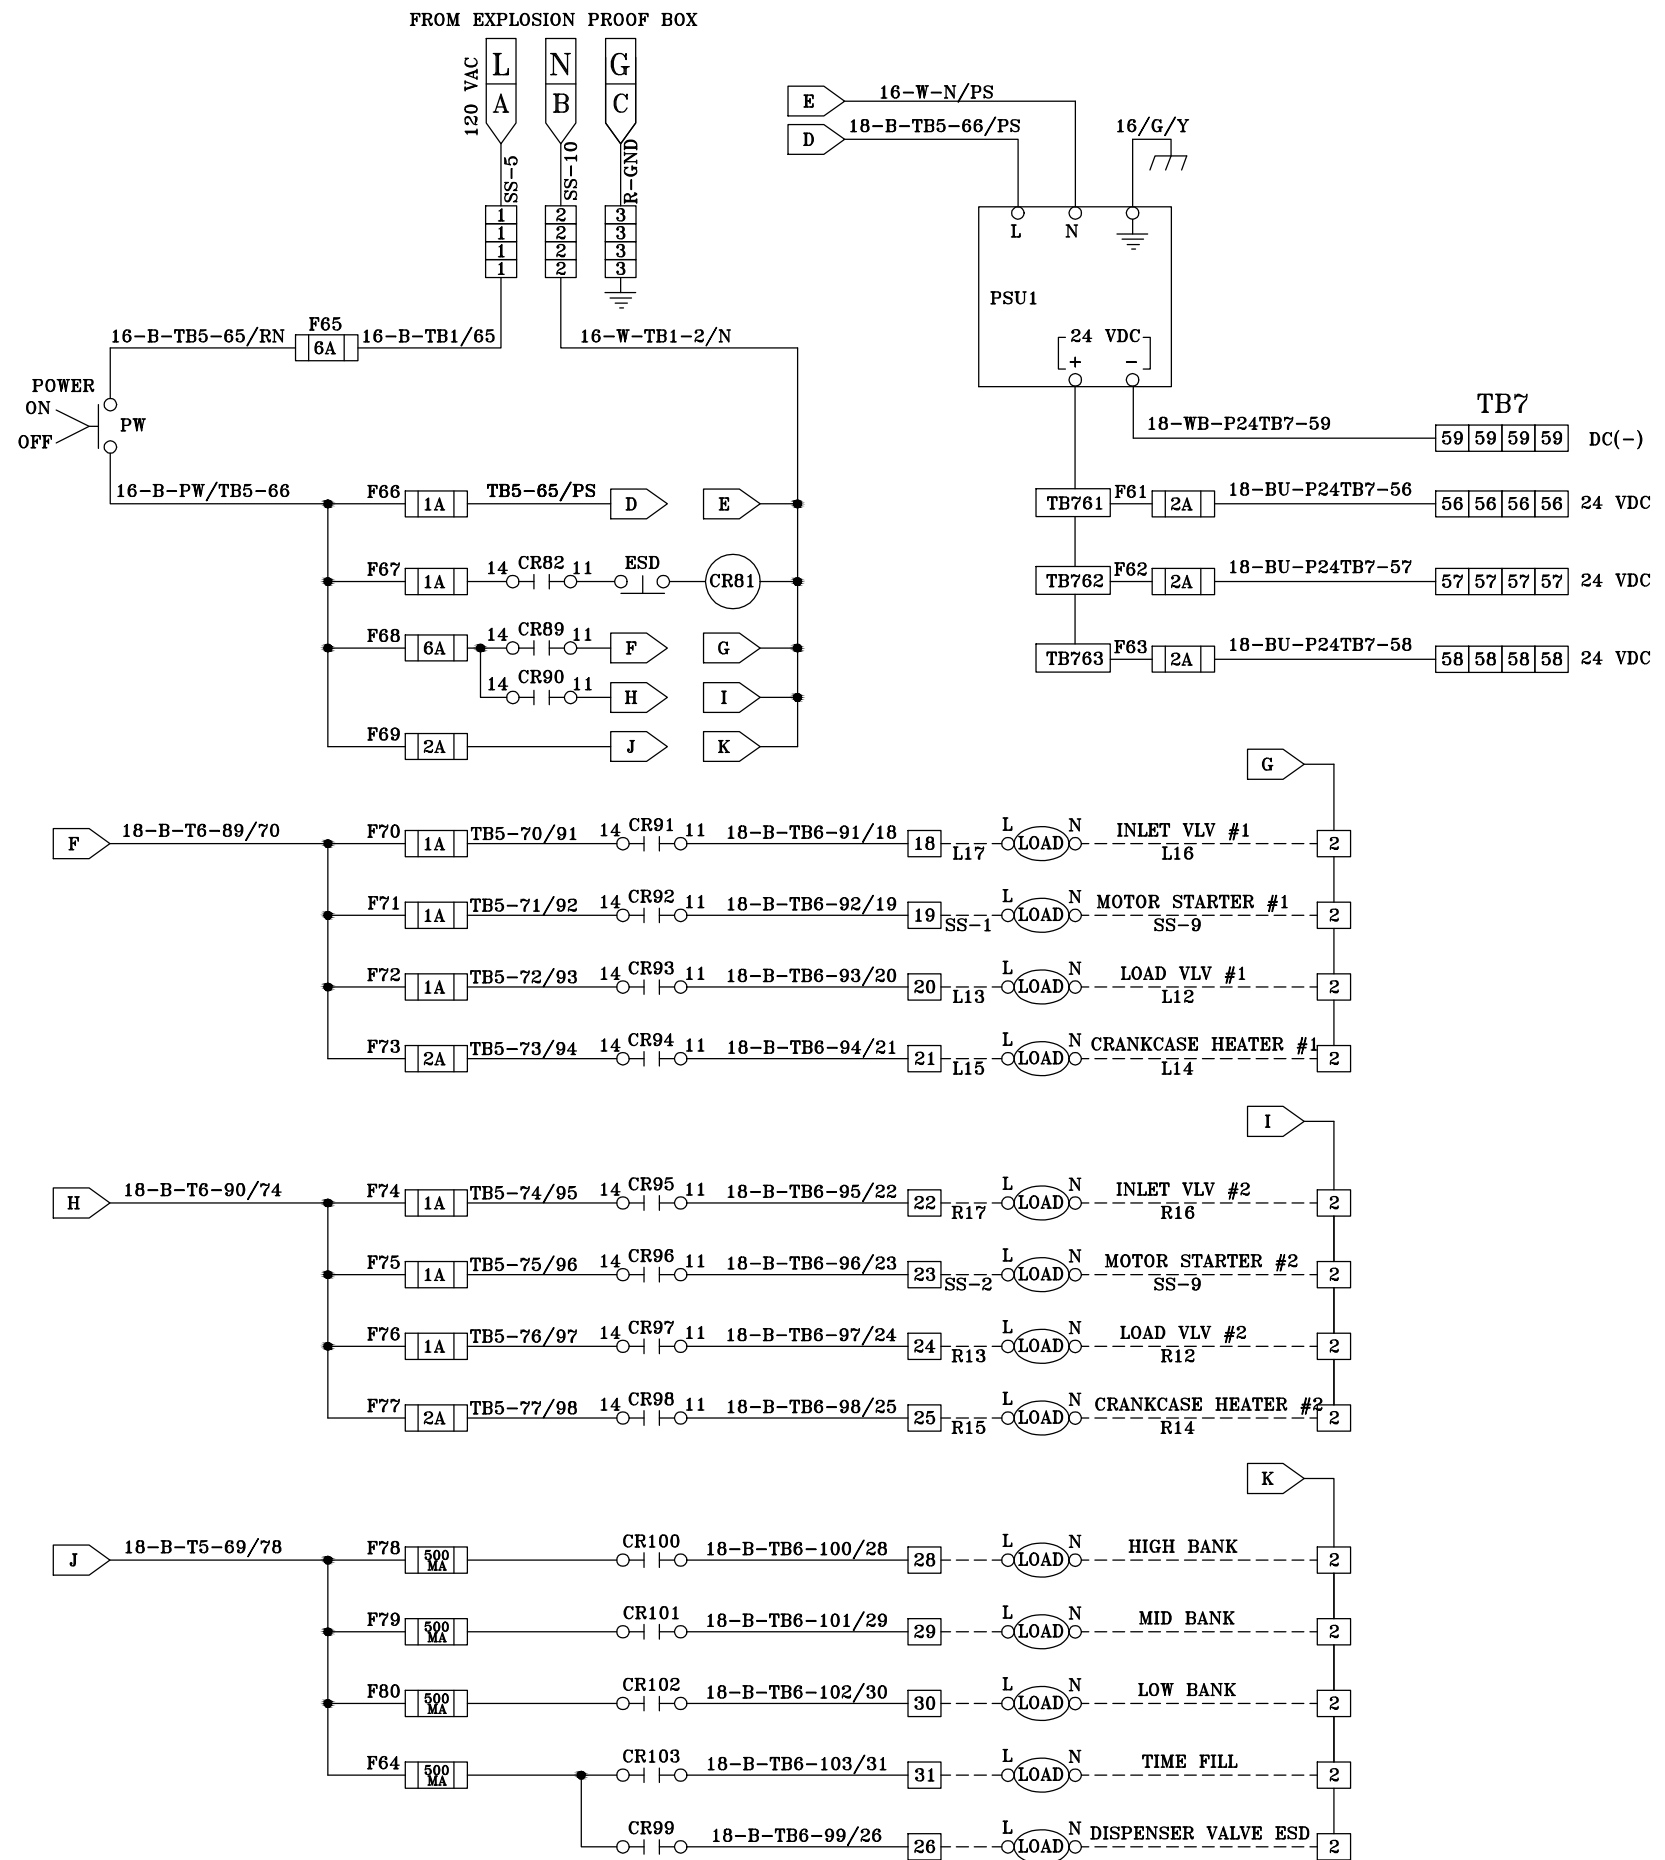 FROM EXPLOSION PROOF BOX
120 VAC
L N G
A B C
SS-5 SS-10 R-GND
1 2 3
1 2 3
1 2 3
1 2 3
16-B-TB5-65/RN F65 6A 16-B-TB1/65 16-W-TB1-2/N
POWER
ON
OFF
PW
16-B-PW/TB5-66 F66 1A TB5-65/PS D E
F67 1A 14 CR82 11 ESD CR81
F68 6A 14 CR89 11 F G
14 CR90 11 H I
F69 2A J K
E 16-W-N/PS
D 18-B-TB5-66/PS 16/G/Y
L N
PSU1
24 VDC
+ -
TB7
18-WB-P24TB7-59 59 59 59 59 DC(-)
TB761 F61 2A 18-BU-P24TB7-56 56 56 56 56 24 VDC
TB762 F62 2A 18-BU-P24TB7-57 57 57 57 57 24 VDC
TB763 F63 2A 18-BU-P24TB7-58 58 58 58 58 24 VDC
G
F 18-B-T6-89/70 F70 1A TB5-70/91 14 CR91 11 18-B-TB6-91/18 18 L17 L LOAD N INLET VLV #1 L16 2
F71 1A TB5-71/92 14 CR92 11 18-B-TB6-92/19 19 SS-1 L LOAD N MOTOR STARTER #1 SS-9 2
F72 1A TB5-72/93 14 CR93 11 18-B-TB6-93/20 20 L13 L LOAD N LOAD VLV #1 L12 2
F73 2A TB5-73/94 14 CR94 11 18-B-TB6-94/21 21 L15 L LOAD N CRANKCASE HEATER #1 L14 2
I
H 18-B-T6-90/74 F74 1A TB5-74/95 14 CR95 11 18-B-TB6-95/22 22 R17 L LOAD N INLET VLV #2 R16 2
F75 1A TB5-75/96 14 CR96 11 18-B-TB6-96/23 23 SS-2 L LOAD N MOTOR STARTER #2 SS-9 2
F76 1A TB5-76/97 14 CR97 11 18-B-TB6-97/24 24 R13 L LOAD N LOAD VLV #2 R12 2
F77 2A TB5-77/98 14 CR98 11 18-B-TB6-98/25 25 R15 L LOAD N CRANKCASE HEATER #2 R14 2
K
J 18-B-T5-69/78 F78 500 MA CR100 18-B-TB6-100/28 28 L LOAD N HIGH BANK 2
F79 500 MA CR101 18-B-TB6-101/29 29 L LOAD N MID BANK 2
F80 500 MA CR102 18-B-TB6-102/30 30 L LOAD N LOW BANK 2
F64 500 MA CR103 18-B-TB6-103/31 31 L LOAD N TIME FILL 2
CR99 18-B-TB6-99/26 26 L LOAD N DISPENSER VALVE ESD 2